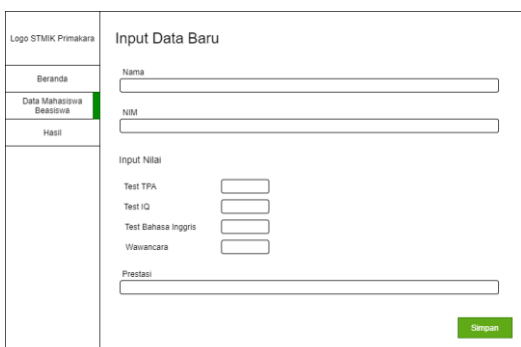 Logo STMIK Primakara
Beranda
Data Mahasiswa
Beasiswa
Hasil
Input Data Baru
Nama
NIM
Input Nilai
Test TPA
Test IQ
Test Bahasa Inggris
Wawancara
Prestasi
Simpan